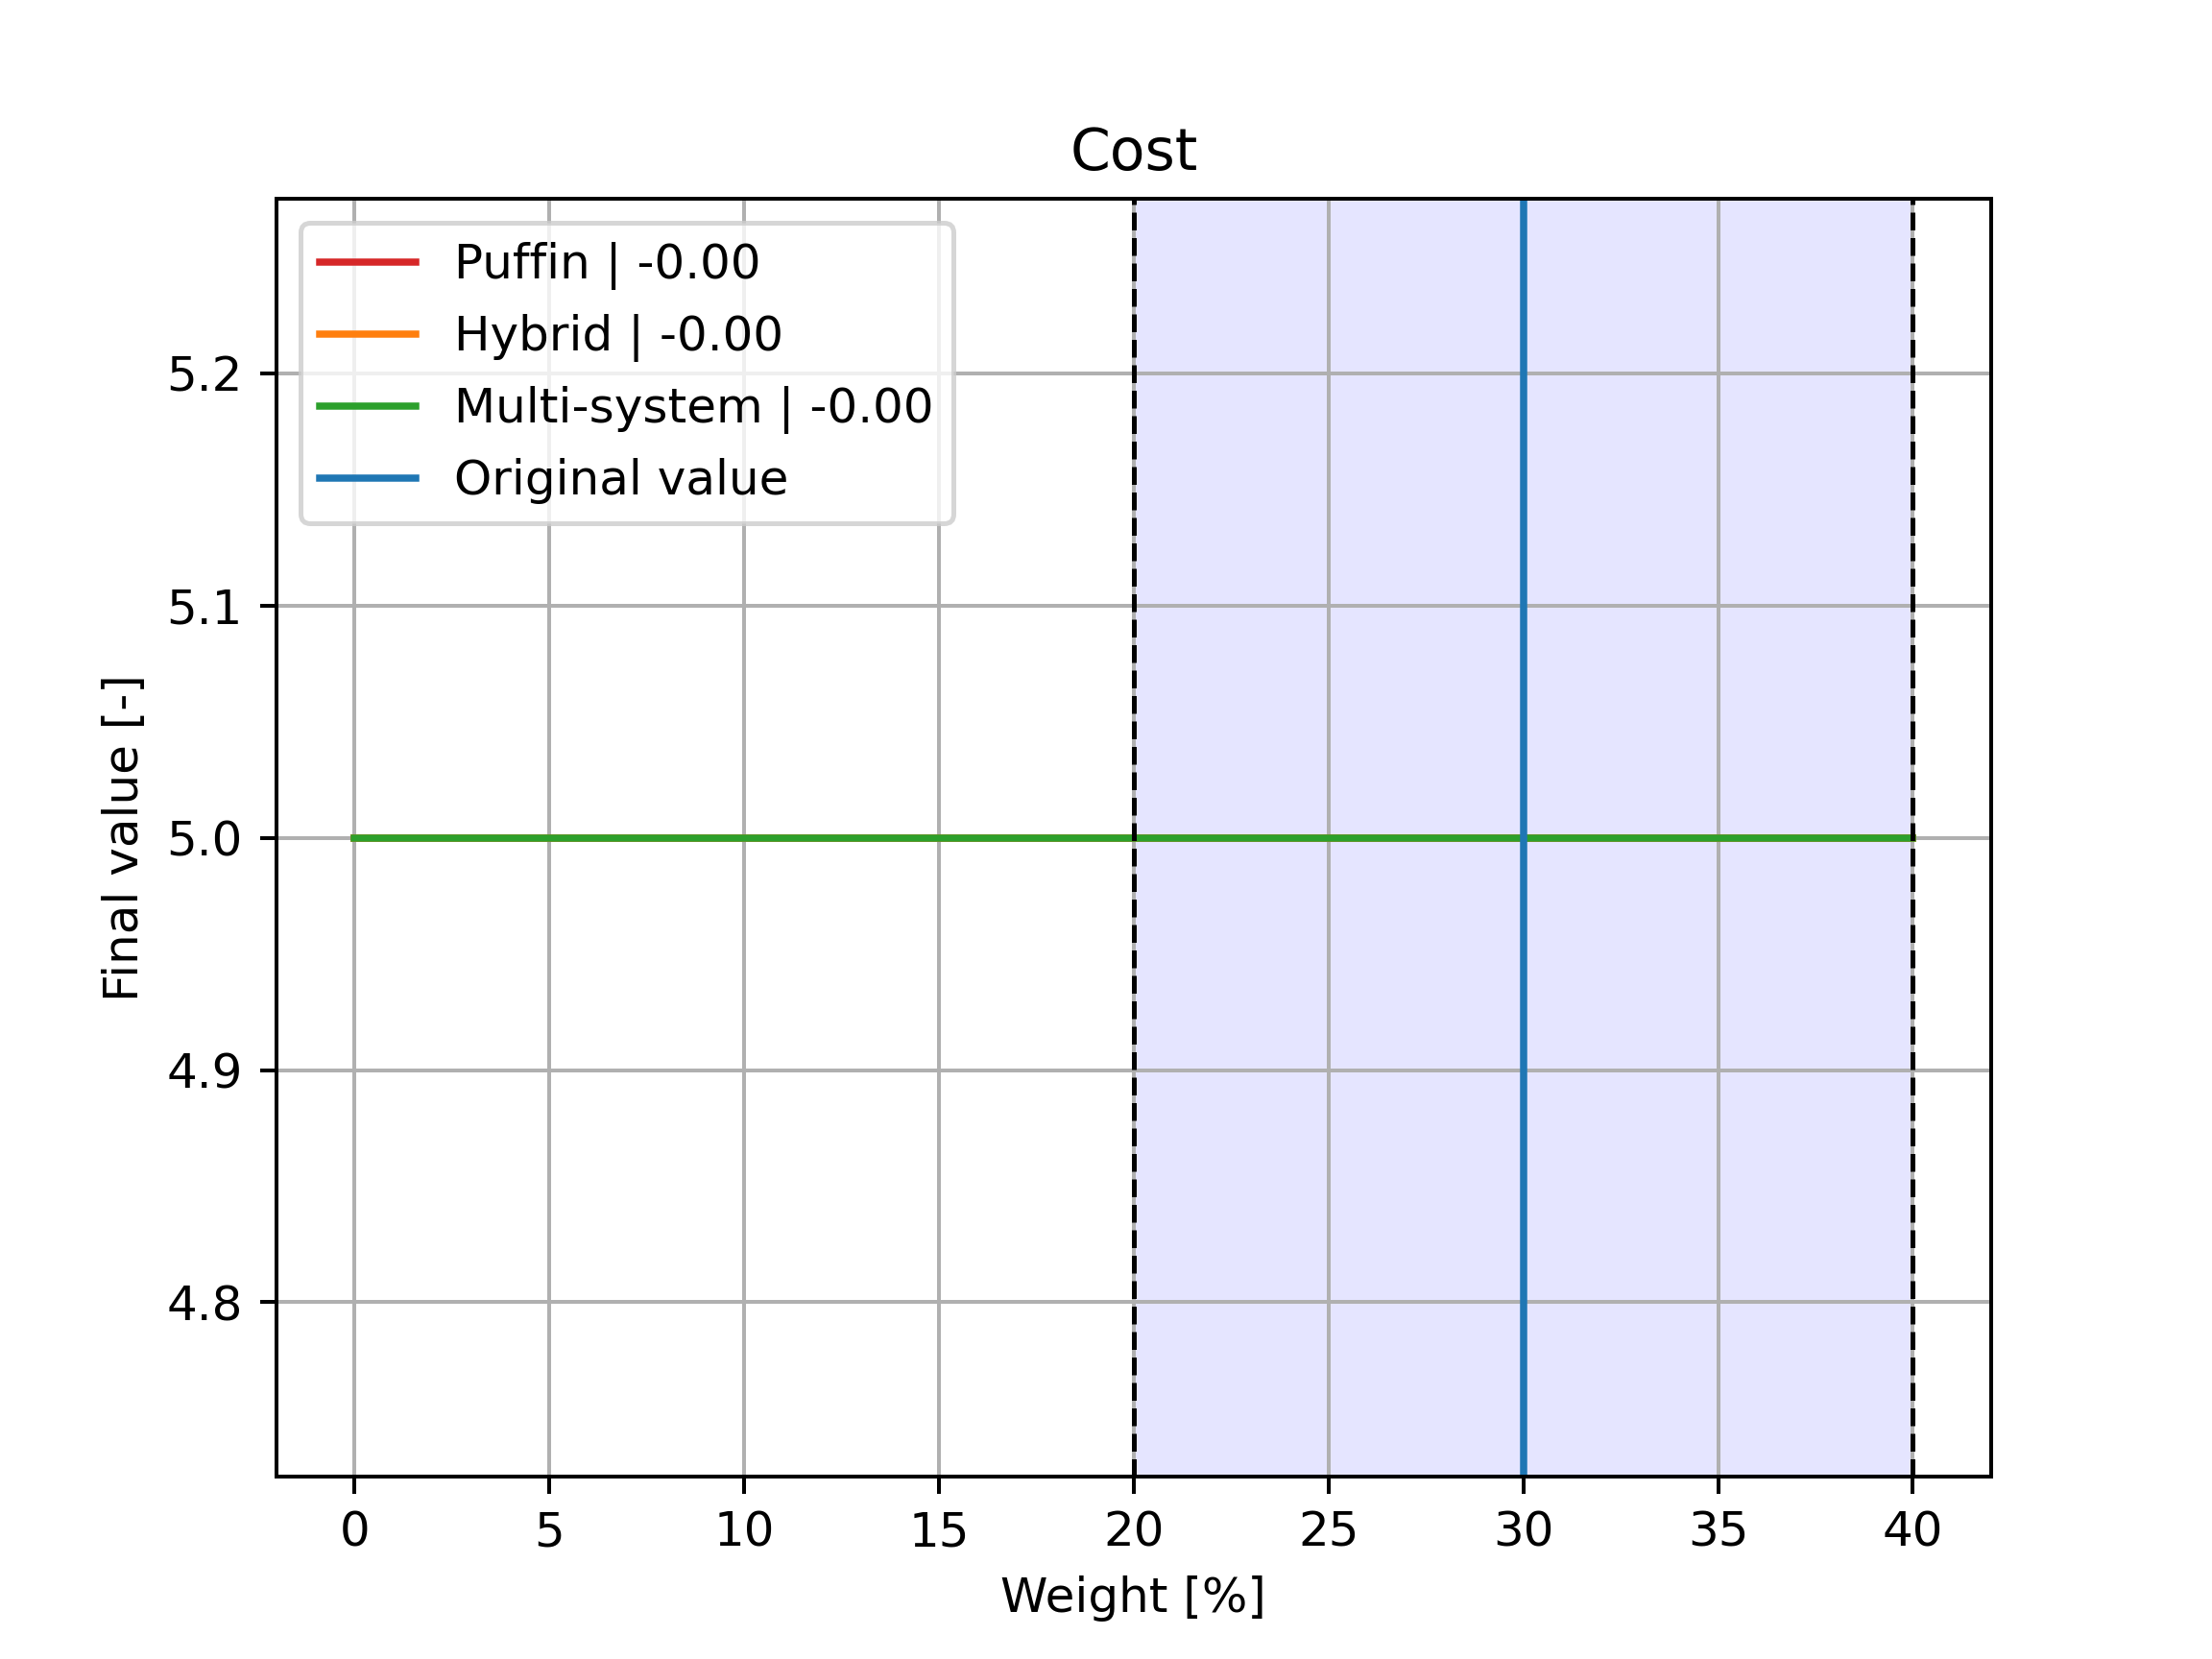 Cost
Puffin | -0.00
Hybrid | -0.00
Multi-system | -0.00
Original value
5.2
5.1
5.0
4.9
4.8
Final value [-]
0 5 10 15 20 25 30 35 40
Weight [%]